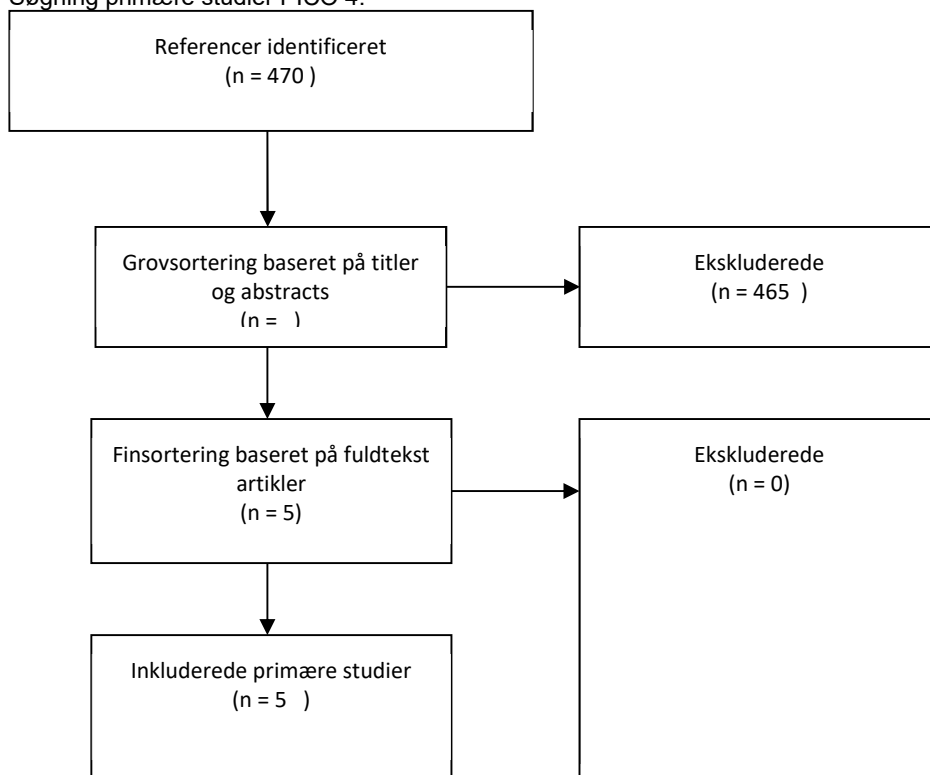 Søgning primære studier PICO 4:
Referencer identificeret
(n = 470 )
Grovsortering baseret på titler
og abstracts
(n = )
Ekskluderede
(n = 465 )
Finsortering baseret på fuldtekst
artikler
(n = 5)
Ekskluderede
(n = 0)
Inkluderede primære studier
(n = 5 )